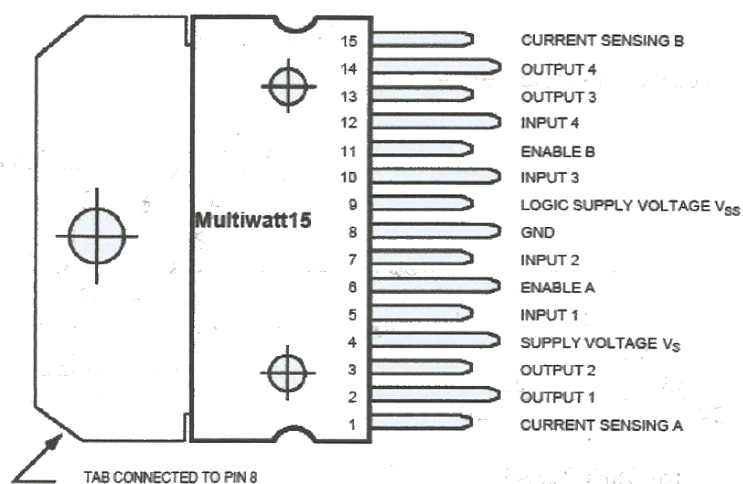 15 CURRENT SENSING B
14 OUTPUT 4
13 OUTPUT 3
12 INPUT 4
11 ENABLE B
10 INPUT 3
9 LOGIC SUPPLY VOLTAGE VSS
Multiwatt15
8 GND
7 INPUT 2
6 ENABLE A
5 INPUT 1
4 SUPPLY VOLTAGE VS
3 OUTPUT 2
2 OUTPUT 1
1 CURRENT SENSING A
TAB CONNECTED TO PIN 8